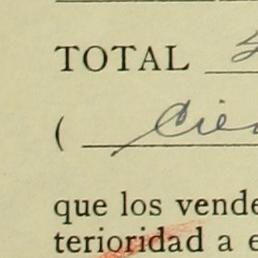 TOTAL
(
que los vende
terioridad a e